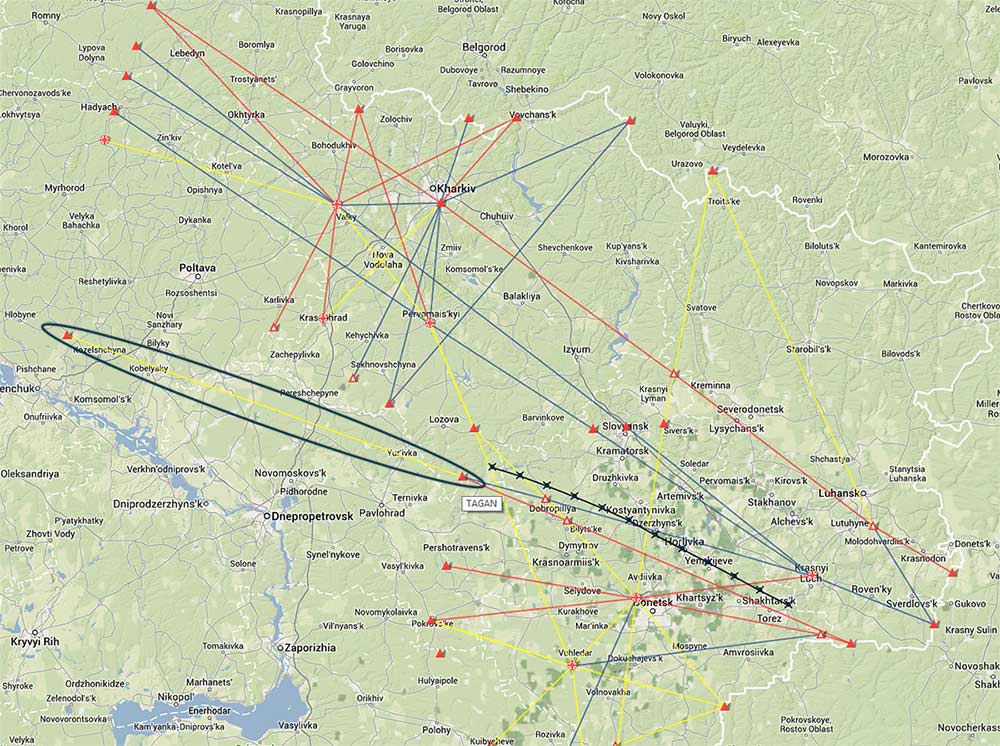 Romny
Krasnopillya
Krasnaya
Yaruga
Belgorod Oblast
Korocha
Novy Oskol
Lypova
Dolyna
Lebedyn
Boromlya
Borisovka
Belgorod
Biryuch
Alexeyevka
Golovchino
Dubovoye
Razumnoye
Tavrovo
Shebekino
Volokonovka
Pavlovsk
Chervonozavods'ke
Trostyanets'
Grayvoron
Hadyach
Lokhvytsya
Okhtyrka
Zolochiv
Vovchans'k
Valuyki,
Belgorod Oblast
Veydelevka
Zin'kiv
Bohodukhiv
Kotel'va
Urazovo
Morozovka
Myrhorod
Opishnya
Kharkiv
Troits'ke
Rovenki
Velyka
Bahachka
Dykanka
Valky
Chuhuiv
Khorol
Nova
Vodolaha
Zmiiv
Shevchenkove
Kup'yans'k
Kivsharivka
Biloluts'k
Kantemirovka
Poltava
Komsomol's'ke
Reshetylivka
Rozsoshentsi
Karlivka
Balakliya
Novopskov
Markivka
Hlobyne
Novi
Sanzhary
Krasnohrad
Pervomais'kyi
Svatove
Chertkovo
Rostov Oblast
Kehychivka
Kozelshchyna
Bilyky
Zachepylivka
Izyum
Starobil's'k
Bilovods'k
Pishchane
Kobelyaky
Sakhnovshchyna
Pereshchepyne
Krasnyi
Lyman
Kreminna
Komsomol's'k
Severodonetsk
Onufriivka
Lozova
Barvinkove
Slovyansk
Sivers'k
Lysychans'k
Kramatorsk
Yur'ivka
Oleksandriya
Verkhn'odniprovs'k
Novomoskovs'k
Druzhkivka
Soledar
Shchastya
Stanytsia
Luhanska
Pervomais'k
Kirovs'k
Pidhorodne
Ternivka
TAGAN
Artemivs'k
Stakhanov
Luhansk
Dniprodzerzhyns'k
Dnepropetrovsk
Pavlohrad
Dobropillya
Kostyantynivka
Dzerzhyns'k
Alchevs'k
Lutuhyne
P'yatykhatky
Bilyts'ke
Molodohvardiis'k
Zhovti Vody
Petrove
Synel'nykove
Pershotravens'k
Dymytrov
Horlivka
Krasnodon
Donets'k
Solone
Vasyl'kivka
Krasnoarmiis'k
Yenakijeve
Krasnyi
Luch
Avdiivka
Selydove
Khartsyz'k
Shakhtars'k
Roven'ky
Sverdlovs'k
Gukovo
Novomykolaivka
Kurakhove
Donetsk
Torez
Vil'nyans'k
Pokrovs'ke
Mar'inka
Krasny Sulin
Kryvyi Rih
Tomakivka
Zaporizhia
Vuhledar
Mospyne
Dokuchajevs'k
Amvrosiivka
Shyroke
Ordzhonikidze
Marhanets'
Hulyaipole
Volnovakha
Zelenodol's'k
Nikopol'
Enerhodar
Orikhiv
Pokrovskoye,
Rostov Oblast
Novovorontsovka
Kam'yanka-Dniprovs'ka
Vasylivka
Polohy
Rozivka
Velyka
Kuibysheve
Novocherkassk